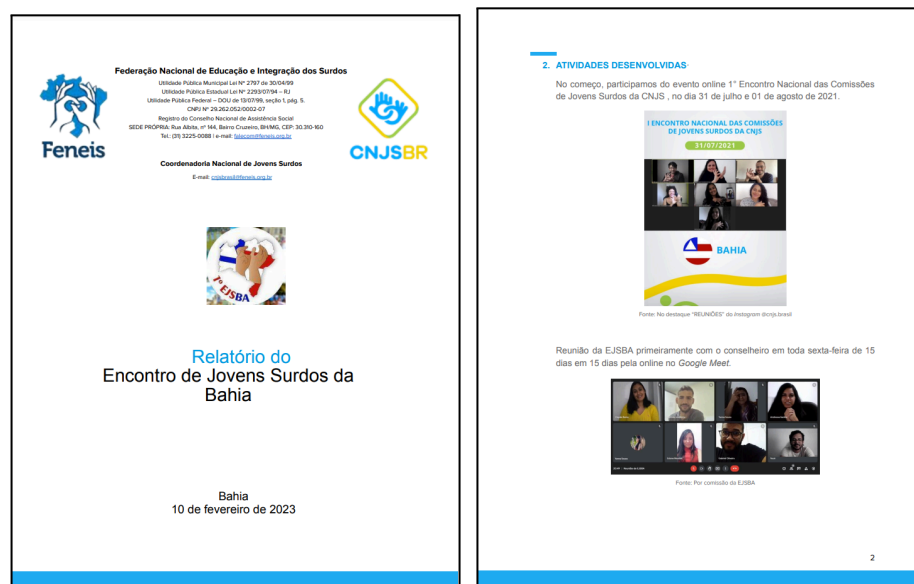 Federação Nacional de Educação e Integração dos Surdos
Utilidade Pública Municipal Lei Nº 2797 de 30/04/99
Utilidade Pública Estadual Lei Nº 2293/07/94 – RJ
Utilidade Pública Federal – DOU de 13/07/99, seção 1, pág. 5.
CNPJ Nº 29.262.052/0002-07
Registro do Conselho Nacional de Assistência Social
SEDE PRÓPRIA: Rua Albita, nº 144, Bairro Cruzeiro, BH/MG, CEP: 30.310-160
Tel.: (31) 3225-0088 I e-mail: felecom@feneis.org.br
Feneis
CNJSBR
Coordenadoria Nacional de Jovens Surdos
E-mail: cnjsbrasil@feneis.org.br
1º EJSBA
Relatório do
Encontro de Jovens Surdos da
Bahia
Bahia
10 de fevereiro de 2023
2. ATIVIDADES DESENVOLVIDAS
No começo, participamos do evento online 1° Encontro Nacional das Comissões
de Jovens Surdos da CNJS , no dia 31 de julho e 01 de agosto de 2021.
I ENCONTRO NACIONAL DAS COMISSÕES
DE JOVENS SURDOS DA CNJS
31/07/2021
BAHIA
Fonte: No destaque “REUNIÕES” do Instagram @cnjs.brasil
Reunião da EJSBA primeiramente com o conselheiro em toda sexta-feira de 15
dias em 15 dias pela online no Google Meet.
Fonte: Por comissão da EJSBA
2